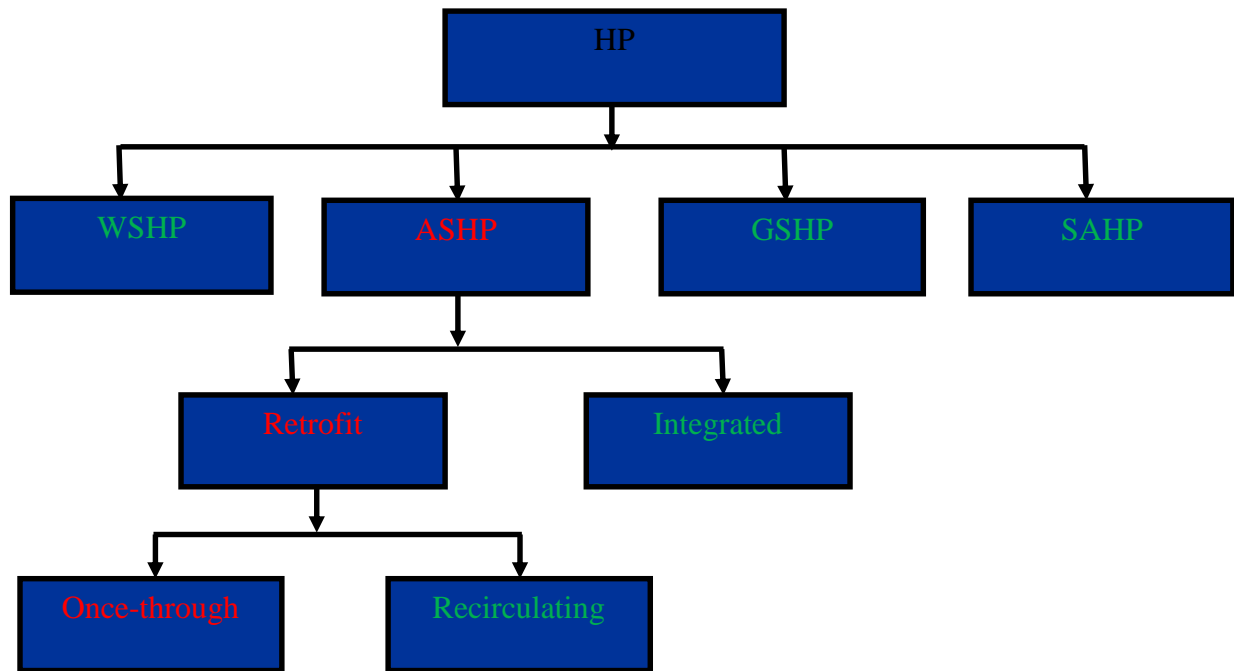 HP
WSHP
ASHP
GSHP
SAHP
Retrofit
Integrated
Once-through
Recirculating